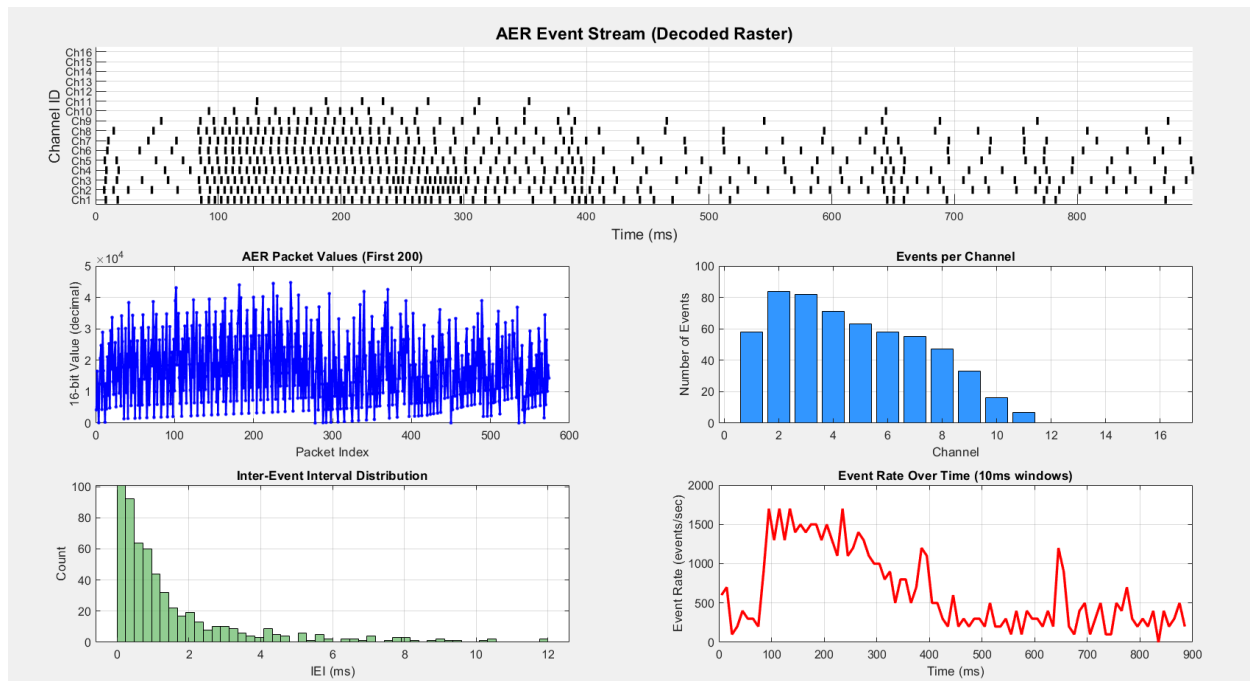 AER Event Stream (Decoded Raster)
Channel ID
Ch16
Ch15
Ch14
Ch13
Ch12
Ch11
Ch10
Ch9
Ch8
Ch7
Ch6
Ch5
Ch4
Ch3
Ch2
Ch1
0 100 200 300 400 500 600 700 800
Time (ms)
AER Packet Values (First 200)
×10⁴
16-bit Value (decimal)
5
4
3
2
1
0
0 100 200 300 400 500 600
Packet Index
Events per Channel
Number of Events
100
80
60
40
20
0
0 2 4 6 8 10 12 14 16
Channel
Inter-Event Interval Distribution
Count
100
80
60
40
20
0
0 2 4 6 8 10 12
IEI (ms)
Event Rate Over Time (10ms windows)
Event Rate (events/sec)
2000
1500
1000
500
0
0 100 200 300 400 500 600 700 800 900
Time (ms)